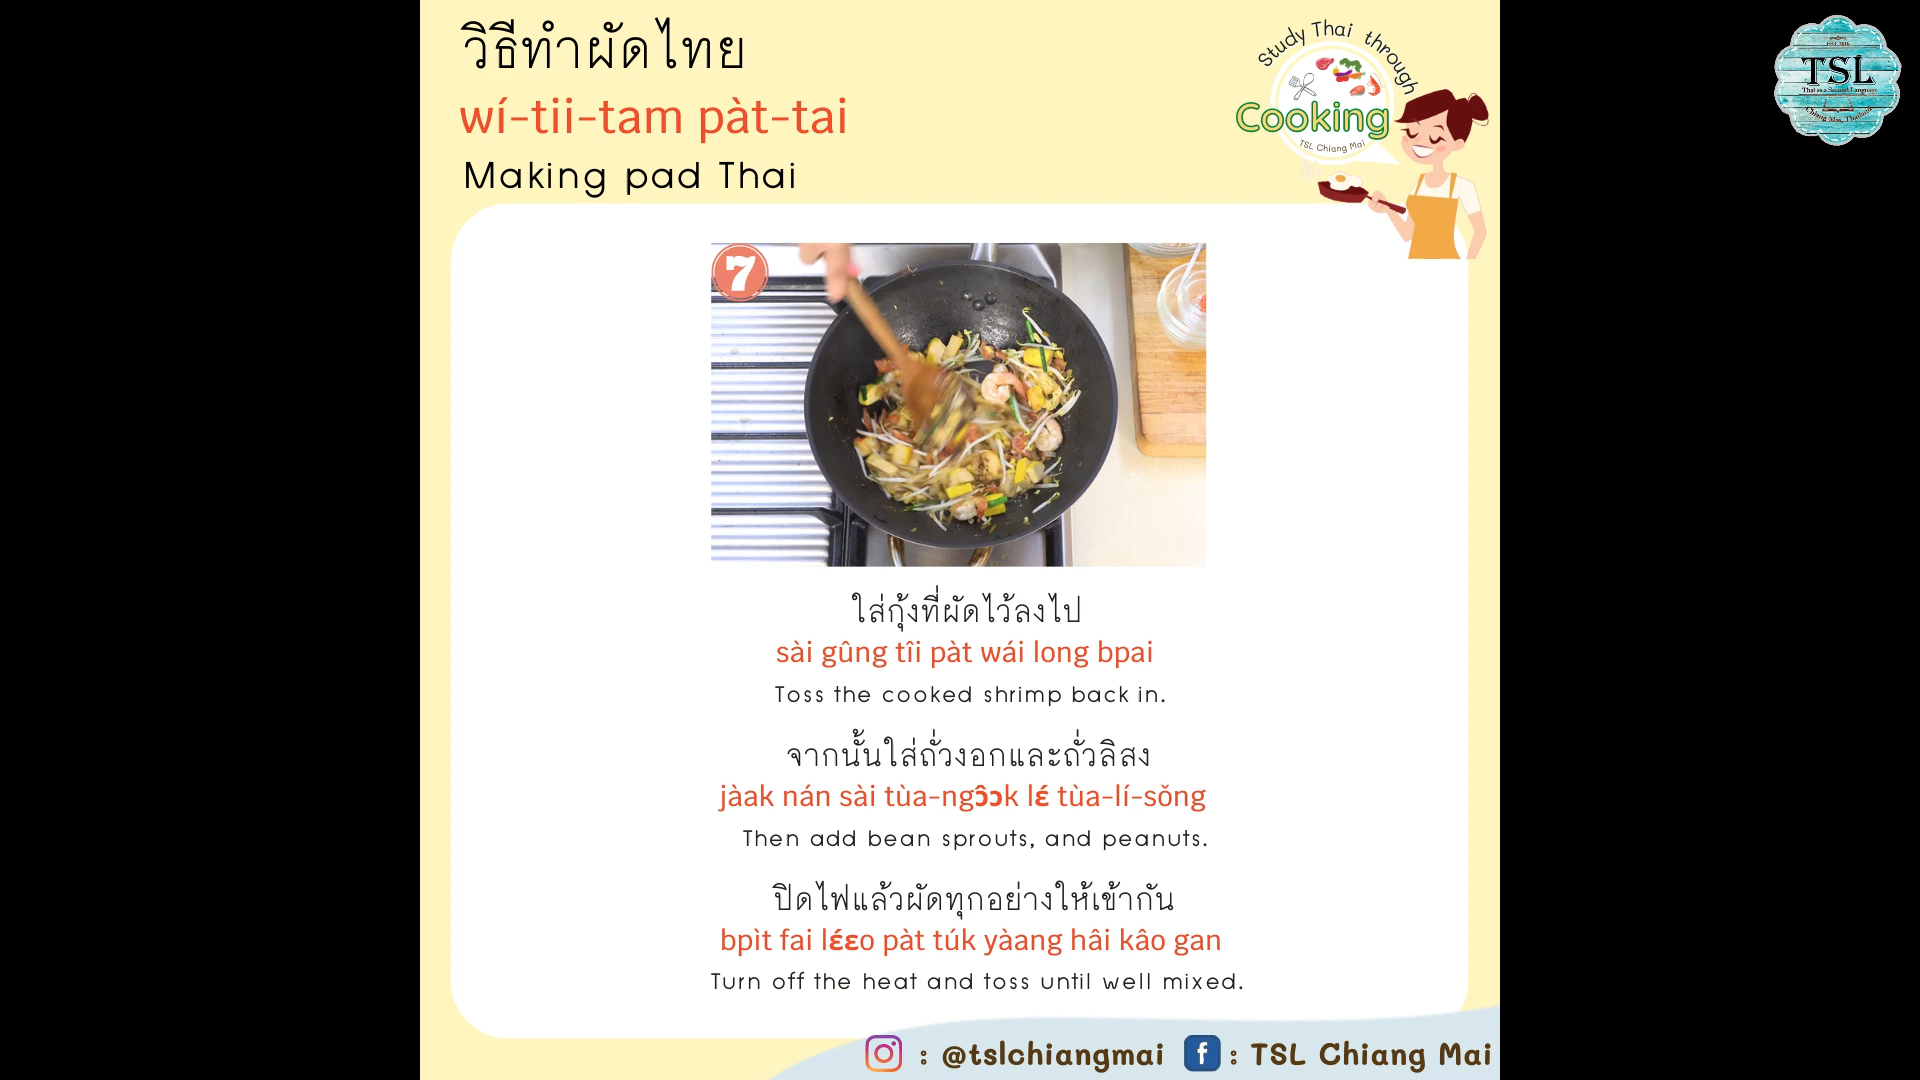 วิธีทำผัดไทย
wí-tii-tam pàt-tai
Making pad Thai
Study Thai through
Cooking
TSL Chiang Mai
TSL
Thai as a Second Language
Chiang Mai, Thailand
7
ใส่กุ้งที่ผัดไว้ลงไป
sài gûng tîi pàt wái long bpai
Toss the cooked shrimp back in.
จากนั้นใส่ถั่วงอกและถั่วลิสง
jàak nán sài tùa-ngɔ̂ɔk lɛ́ tùa-lí-sǒng
Then add bean sprouts, and peanuts.
ปิดไฟแล้วผัดทุกอย่างให้เข้ากัน
bpìt fai lɛ́ɛo pàt túk yàang hâi kâo gan
Turn off the heat and toss until well mixed.
: @tslchiangmai : TSL Chiang Mai